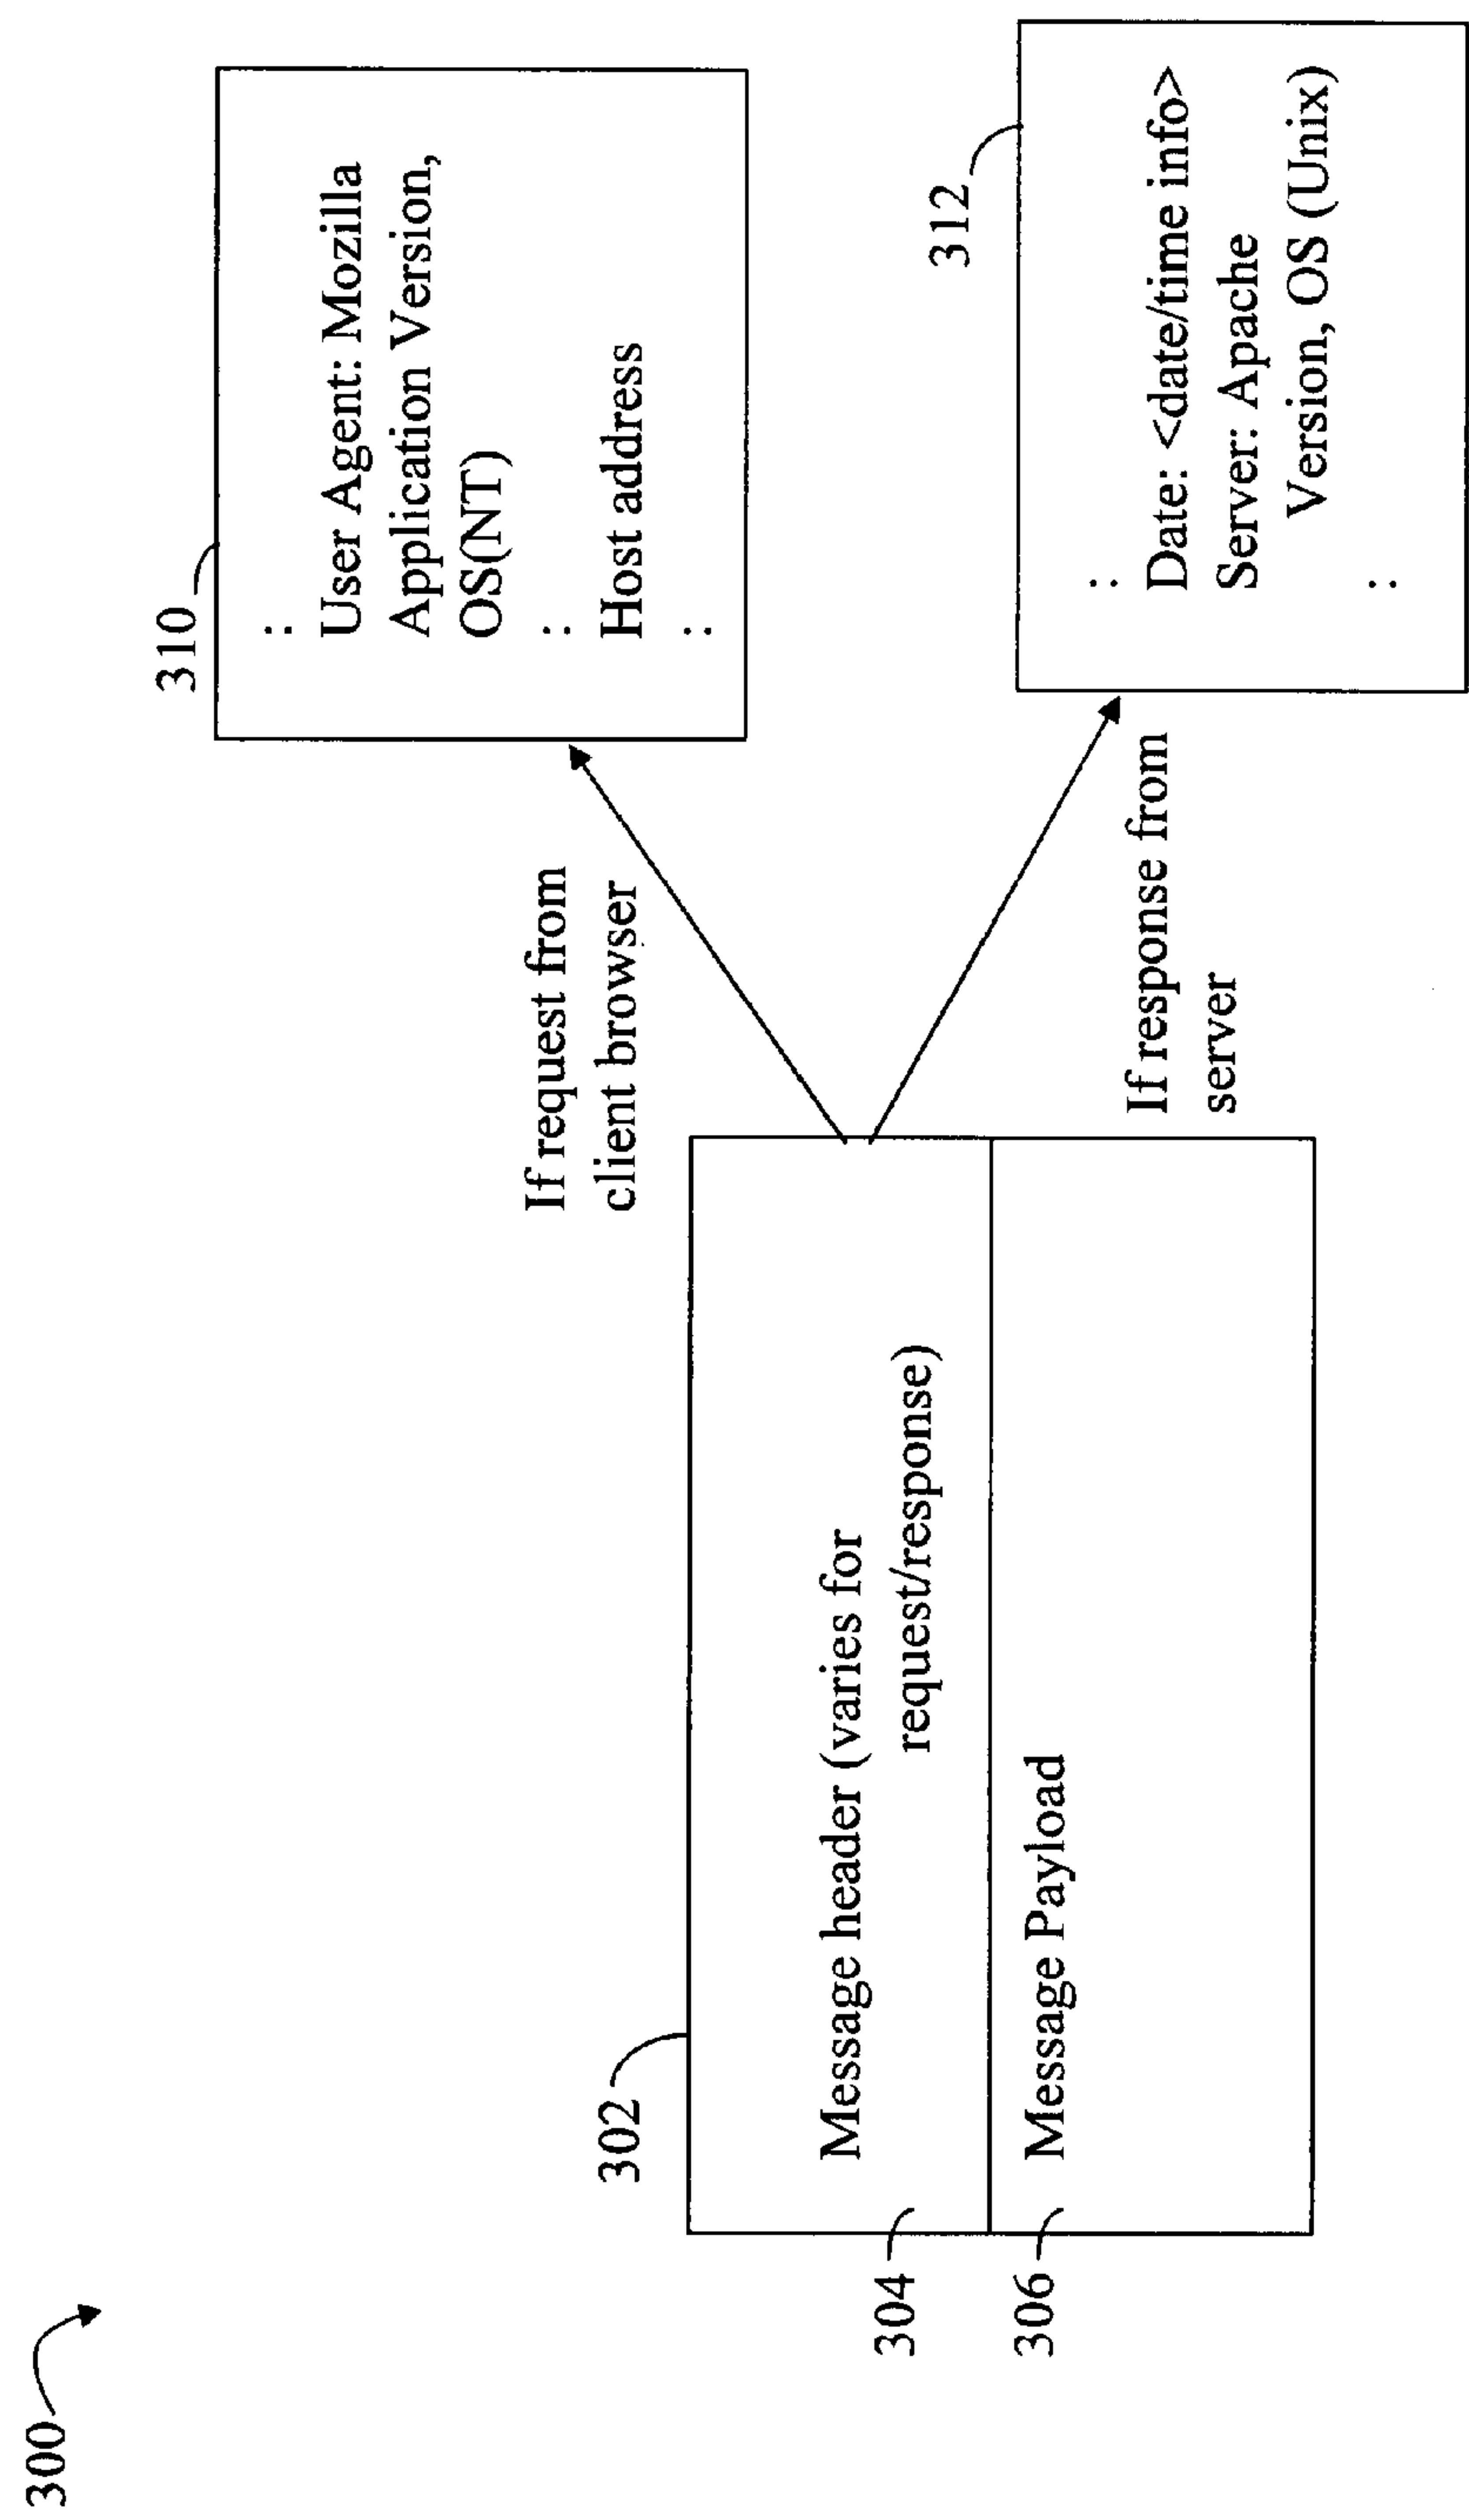 300
310
:
User Agent: Mozilla
Application Version,
OS(NT)
:
Host address
:
If request from
client browser
302
304
Message header (varies for
request/response)
306
Message Payload
If response from
server
312
:
Date: <date/time info>
Server: Apache
Version, OS (Unix)
: